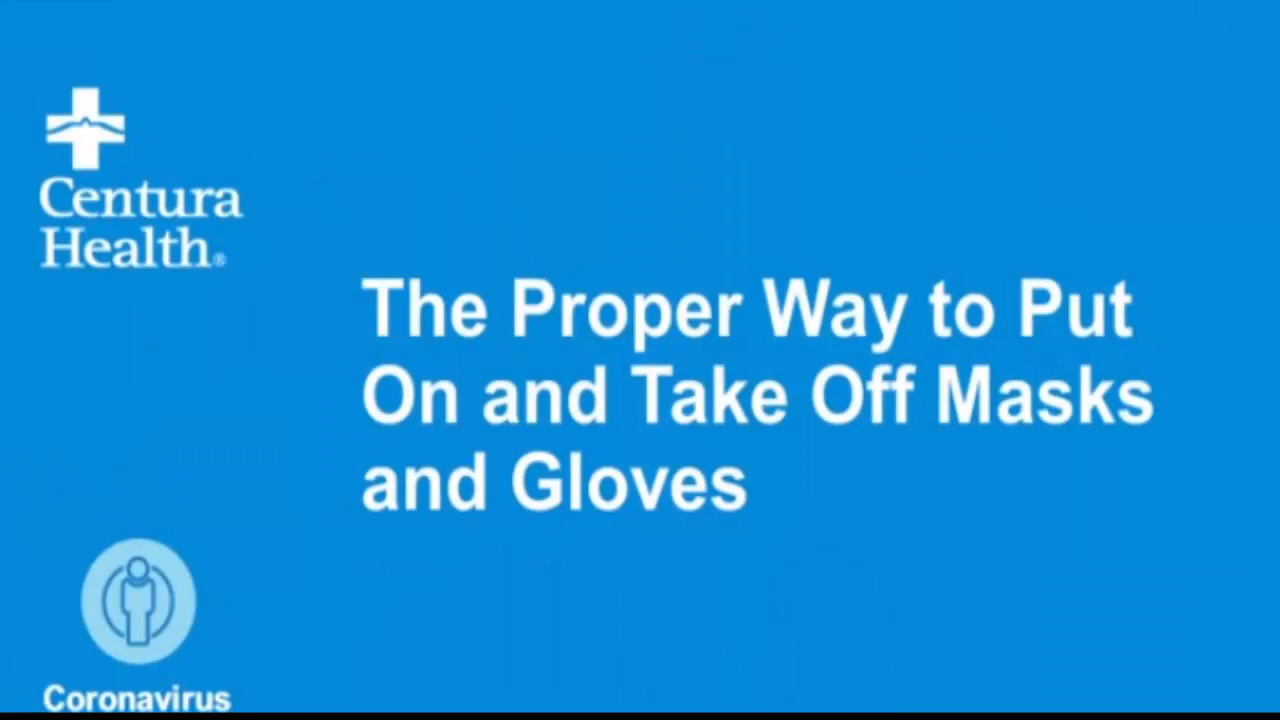 Centura
Health®
The Proper Way to Put
On and Take Off Masks
and Gloves
Coronavirus